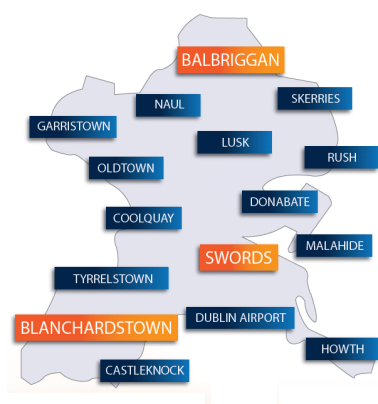 BALBRIGGAN
SKERRIES
NAUL
GARRISTOWN
LUSK
RUSH
OLDTOWN
DONABATE
COOLQUAY
MALAHIDE
SWORDS
TYRRELSTOWN
DUBLIN AIRPORT
BLANCHARDSTOWN
HOWTH
CASTLEKNOCK